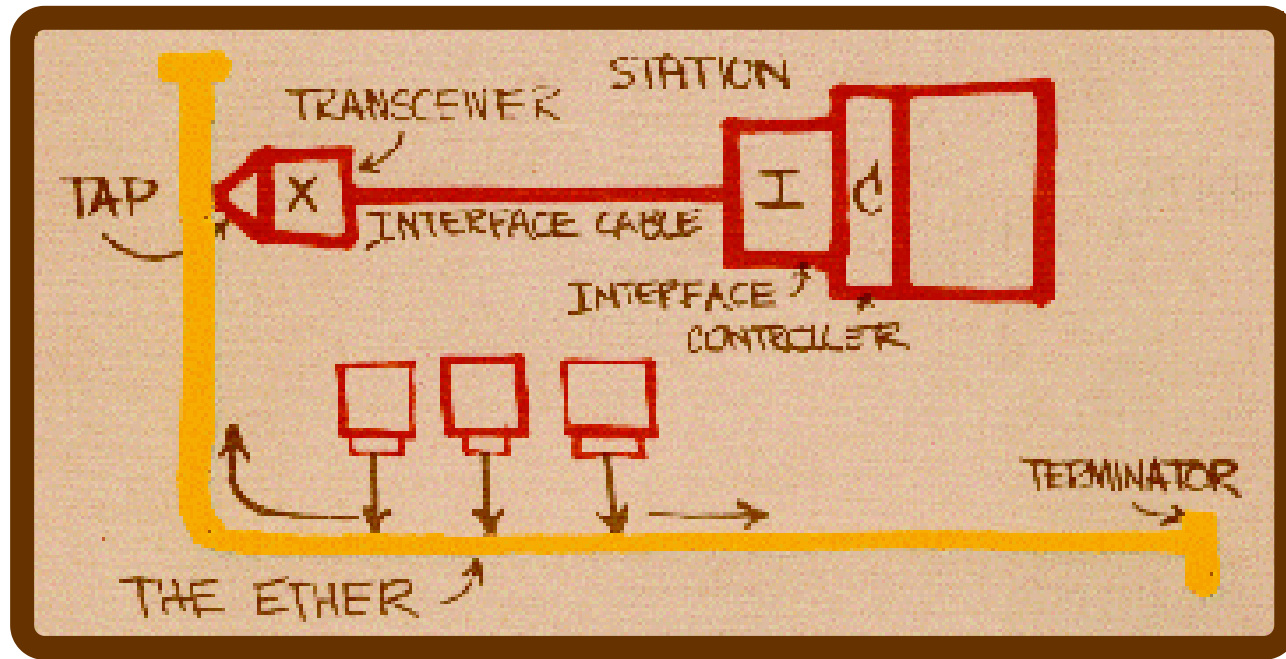 STATION
TRANSCEIVER
TAP
X
I
C
INTERFACE CABLE
INTERFACE
CONTROLLER
TERMINATOR
THE ETHER